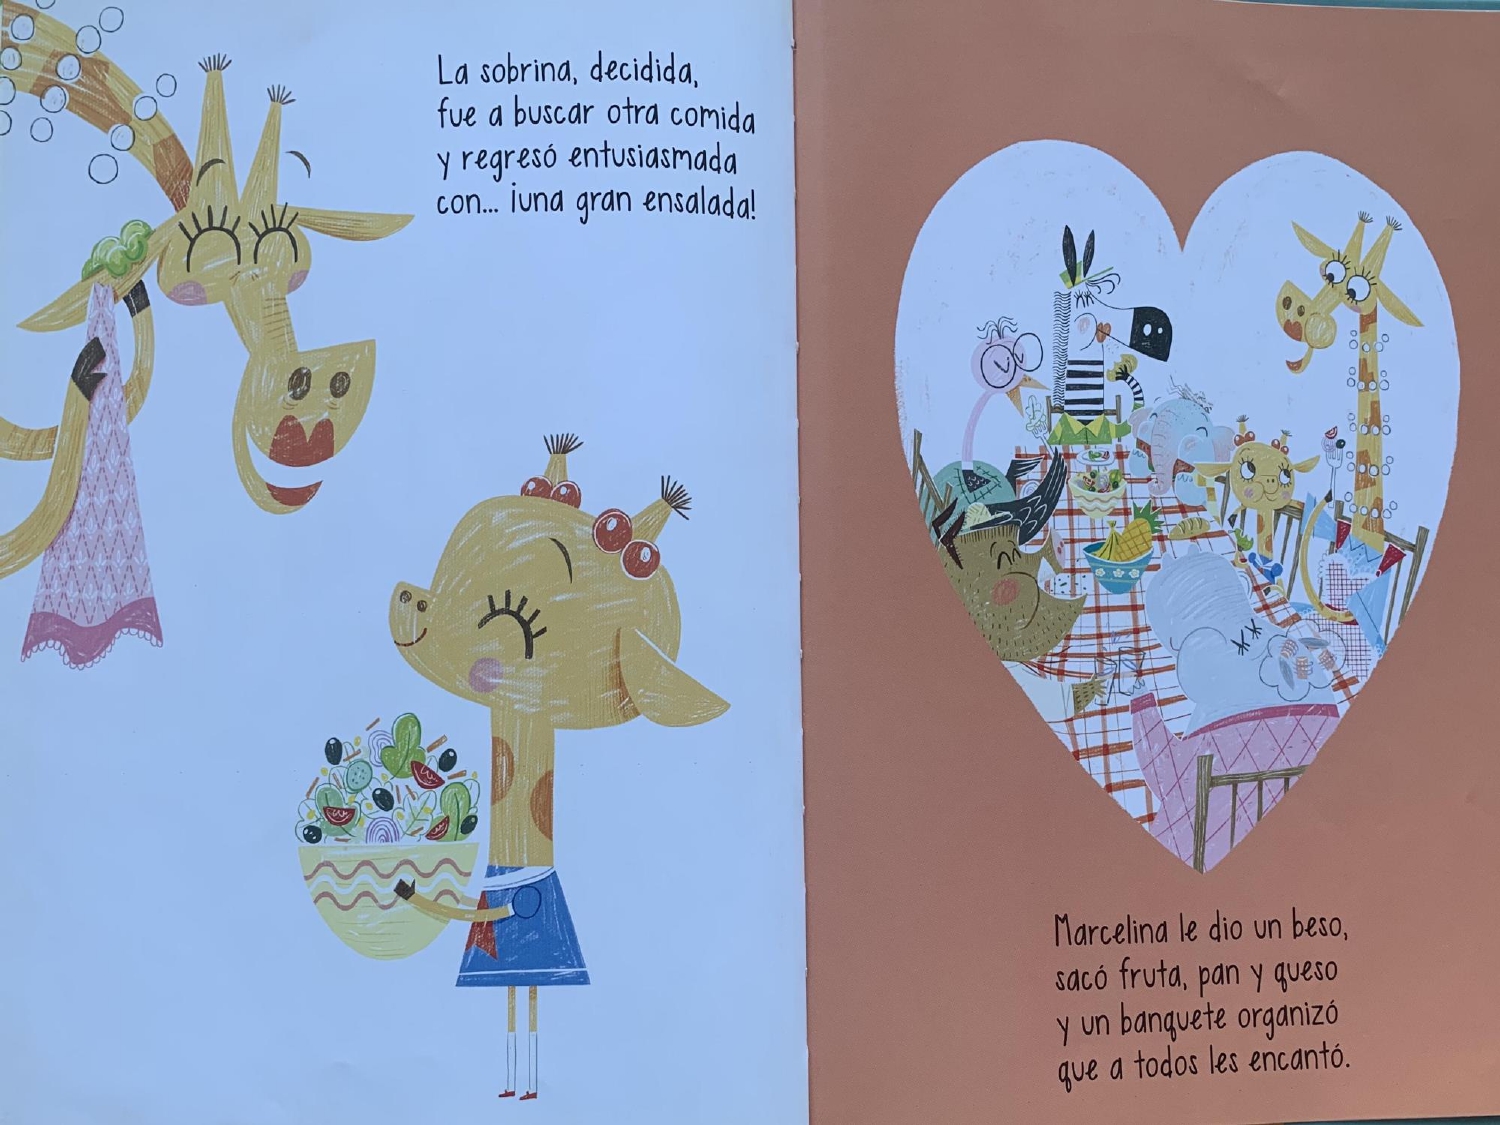 La sobrina, decidida,
fue a buscar otra comida
y regresó entusiasmada
con... ¡una gran ensalada!
Marcelina le dio un beso,
sacó fruta, pan y queso
y un banquete organizó
que a todos les encantó.